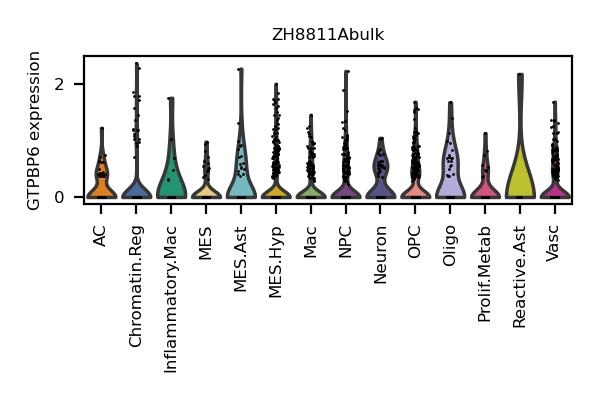 ZH8811Abulk
GTPBP6 expression
2
0
AC
Chromatin.Reg
Inflammatory.Mac
MES
MES.Ast
MES.Hyp
Mac
NPC
Neuron
OPC
Oligo
Prolif.Metab
Reactive.Ast
Vasc